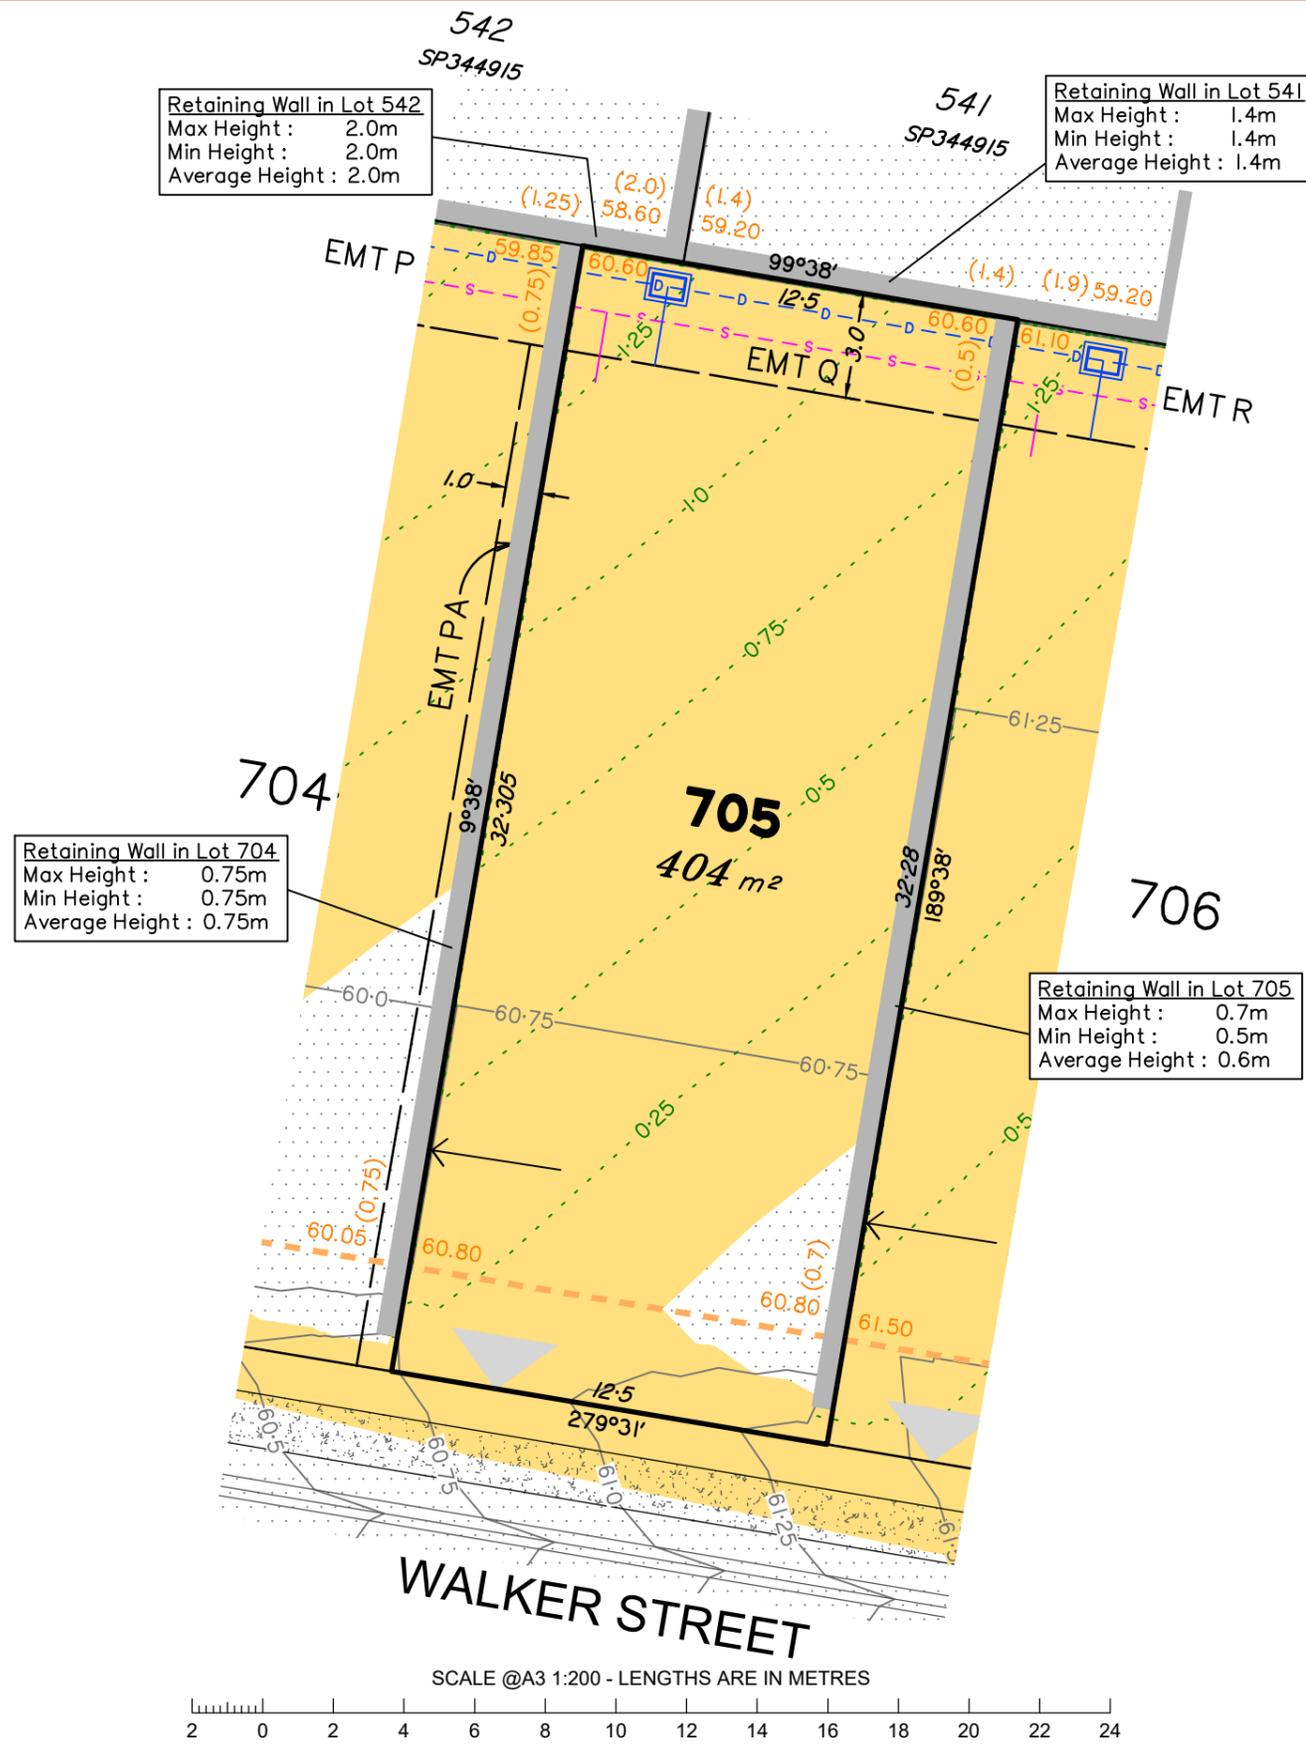 542
SP344915
541
SP344915
Retaining Wall in Lot 542
Max Height : 2.0m
Min Height : 2.0m
Average Height : 2.0m
Retaining Wall in Lot 541
Max Height : 1.4m
Min Height : 1.4m
Average Height : 1.4m
(1.25)
(2.0)
58.60
(1.4)
59.20
(1.4)
(1.9)
59.20
EMT P
59.85
(0.75)
60.60
99°38'
12·5
D
D
D
D
D
D
D
S
S
S
S
S
S
S
60.60
(0.5)
61.10
1·25
EMT Q
3.0
1·25
EMT R
1.0
1·0
EMT PA
0·75
61·25
704
705
404 m²
0·5
9°38'
32·305
32·28
189°38'
706
Retaining Wall in Lot 704
Max Height : 0.75m
Min Height : 0.75m
Average Height : 0.75m
Retaining Wall in Lot 705
Max Height : 0.7m
Min Height : 0.5m
Average Height : 0.6m
60·0
60·75
60·75
0·25
0·5
(0.75)
60.05
60.80
(0.7)
60.80
61.50
12·5
279°31'
60·5
60·75
61·0
61·25
WALKER STREET
SCALE @A3 1:200 - LENGTHS ARE IN METRES
2 0 2 4 6 8 10 12 14 16 18 20 22 24